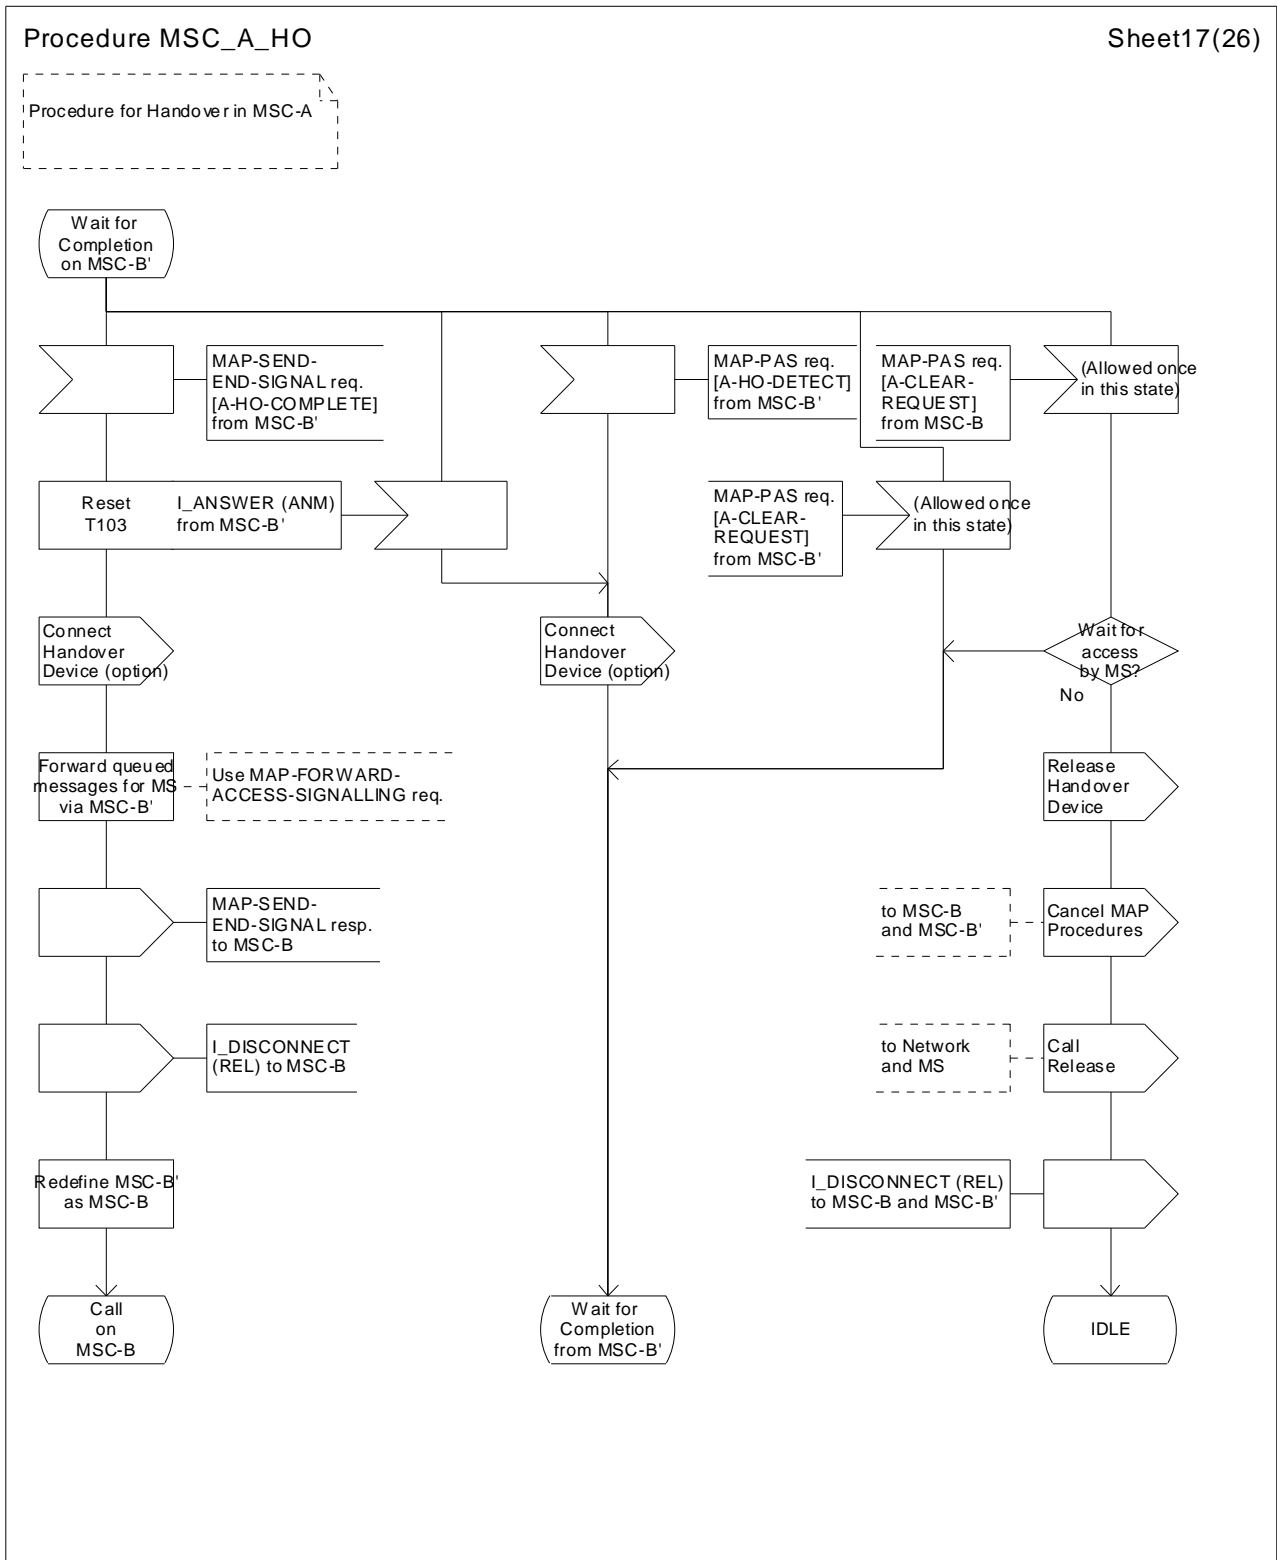 Procedure MSC_A_HO
Sheet17(26)
Procedure for Handover in MSC-A
Wait for
Completion
on MSC-B'
MAP-SEND-
END-SIGNAL req.
[A-HO-COMPLETE]
from MSC-B'
MAP-PAS req.
[A-HO-DETECT]
from MSC-B'
MAP-PAS req.
[A-CLEAR-
REQUEST]
from MSC-B
(Allowed once
in this state)
Reset
T103
I_ANSWER (ANM)
from MSC-B'
MAP-PAS req.
[A-CLEAR-
REQUEST]
from MSC-B'
(Allowed once
in this state)
Connect
Handover
Device (option)
Connect
Handover
Device (option)
Wait for
access
by MS?
No
Forward queued
messages for MS
via MSC-B'
Use MAP-FORWARD-
ACCESS-SIGNALLING req.
Release
Handover
Device
MAP-SEND-
END-SIGNAL resp.
to MSC-B
to MSC-B
and MSC-B'
Cancel MAP
Procedures
I_DISCONNECT
(REL) to MSC-B
to Network
and MS
Call
Release
Redefine MSC-B'
as MSC-B
I_DISCONNECT (REL)
to MSC-B and MSC-B'
Call
on
MSC-B
Wait for
Completion
from MSC-B'
IDLE